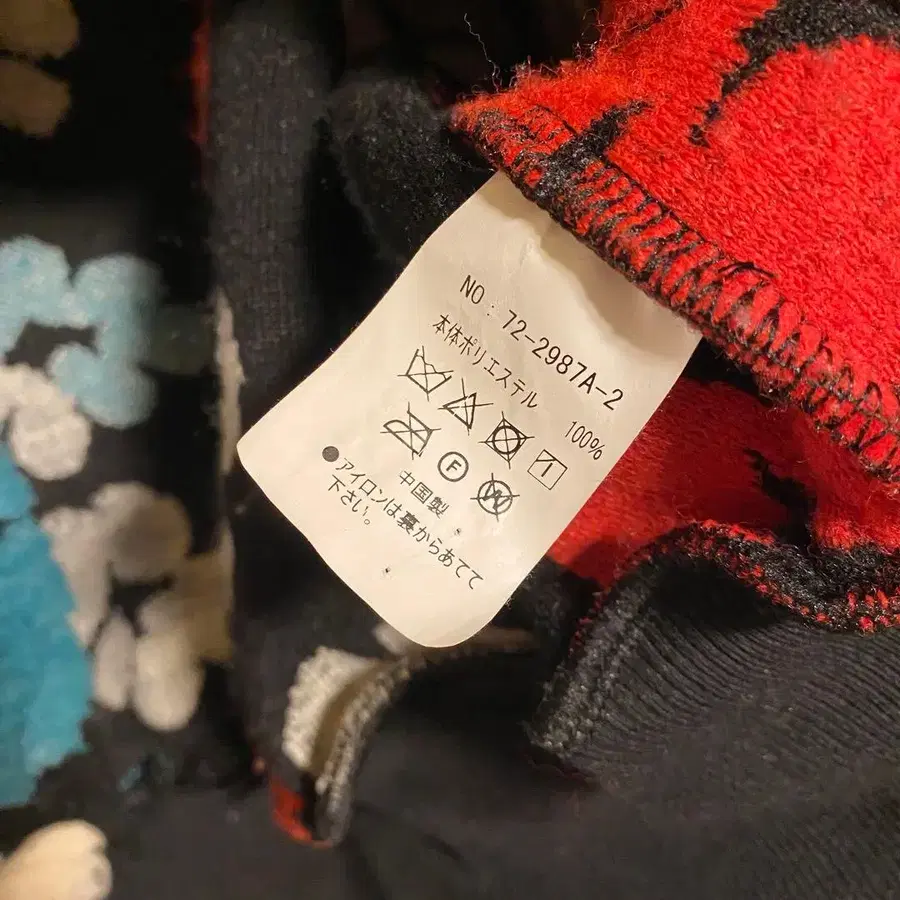 NO : 72-2987A-2
本体ポリエステル 100%
F
W
中国製
●アイロンは裏からあてて
下さい。